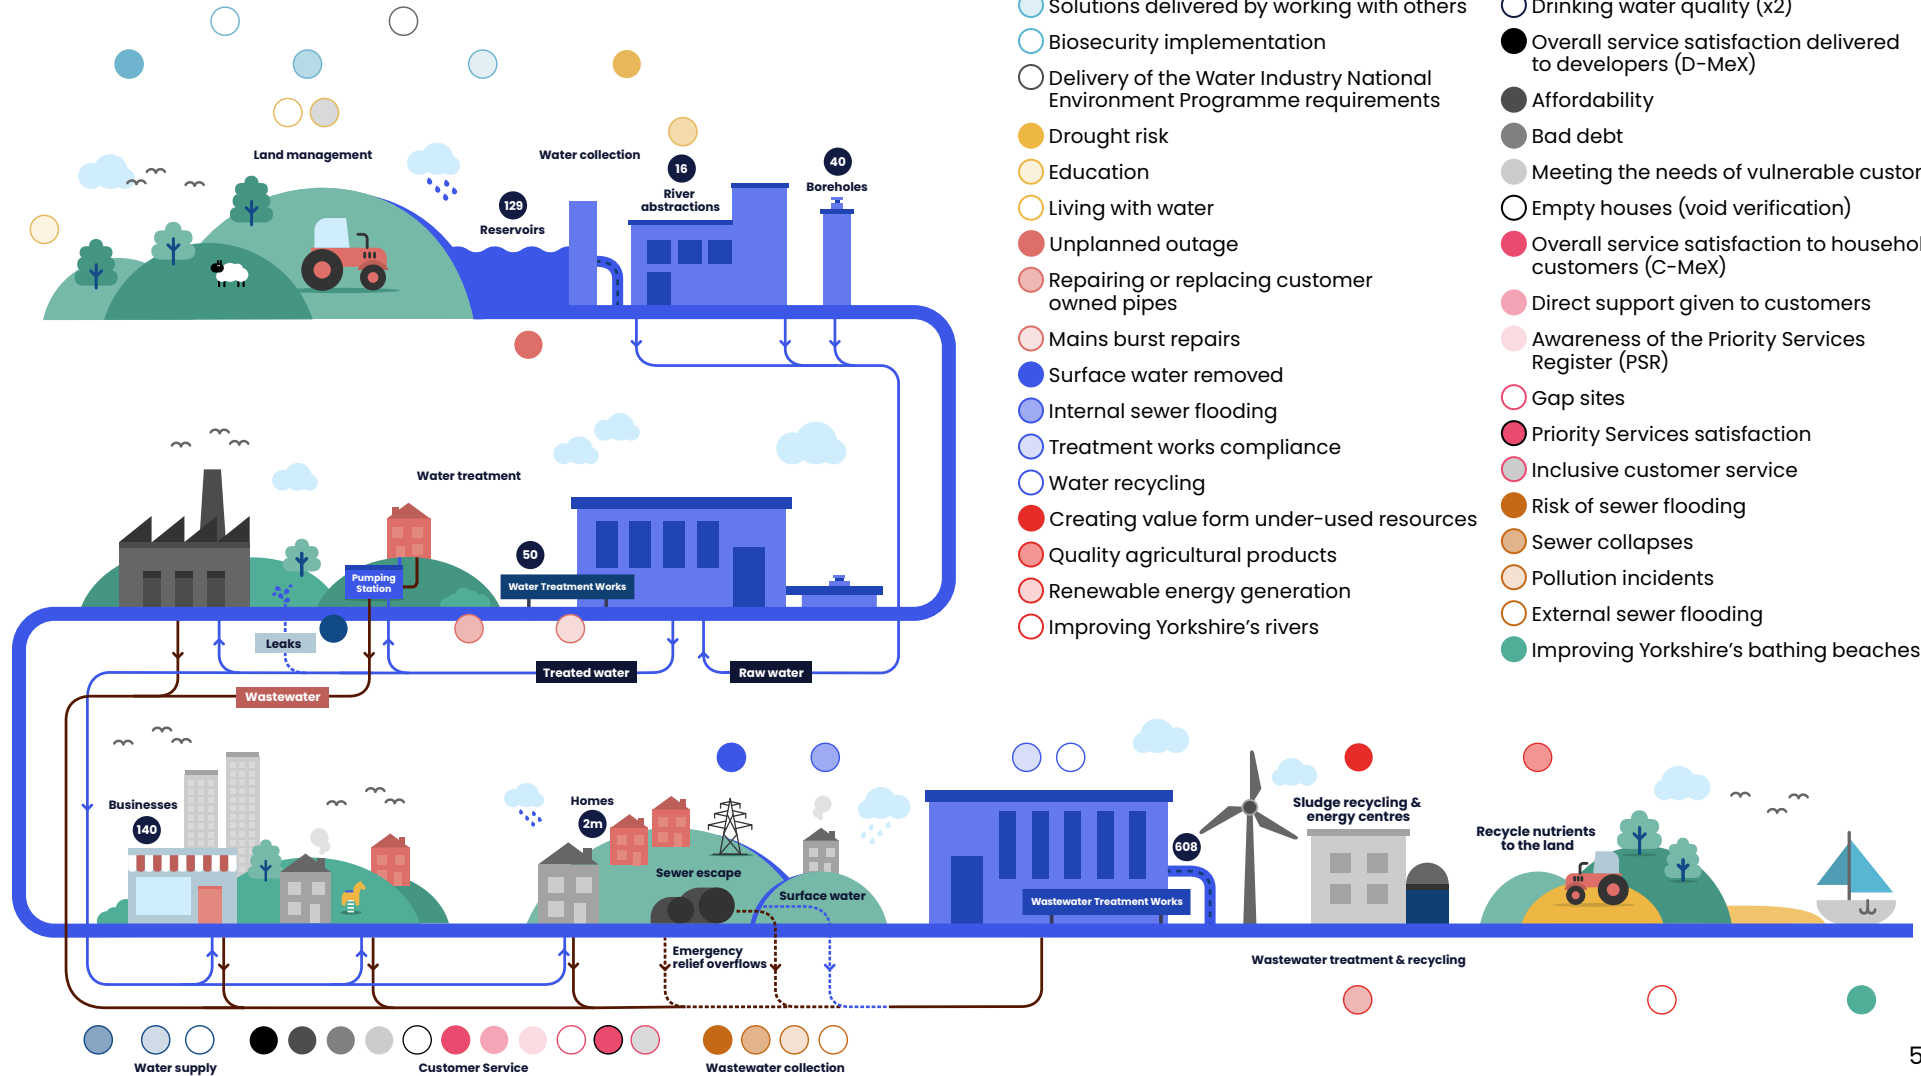 Land management
Water collection
129
Reservoirs
16
River
abstractions
40
Boreholes
Water treatment
Pumping
Station
50
Water Treatment Works
Leaks
Wastewater
Treated water
Raw water
Businesses
140
Homes
2m
Sewer escape
Surface water
Emergency
relief overflows
608
Wastewater Treatment Works
Sludge recycling &
energy centres
Recycle nutrients
to the land
Wastewater treatment & recycling
Water supply
Customer Service
Wastewater collection
Solutions delivered by working with others
Biosecurity implementation
Delivery of the Water Industry National
Environment Programme requirements
Drought risk
Education
Living with water
Unplanned outage
Repairing or replacing customer
owned pipes
Mains burst repairs
Surface water removed
Internal sewer flooding
Treatment works compliance
Water recycling
Creating value form under-used resources
Quality agricultural products
Renewable energy generation
Improving Yorkshire's rivers
Drinking water quality (x2)
Overall service satisfaction delivered
to developers (D-MeX)
Affordability
Bad debt
Meeting the needs of vulnerable custor
Empty houses (void verification)
Overall service satisfaction to househol
customers (C-MeX)
Direct support given to customers
Awareness of the Priority Services
Register (PSR)
Gap sites
Priority Services satisfaction
Inclusive customer service
Risk of sewer flooding
Sewer collapses
Pollution incidents
External sewer flooding
Improving Yorkshire's bathing beaches
5